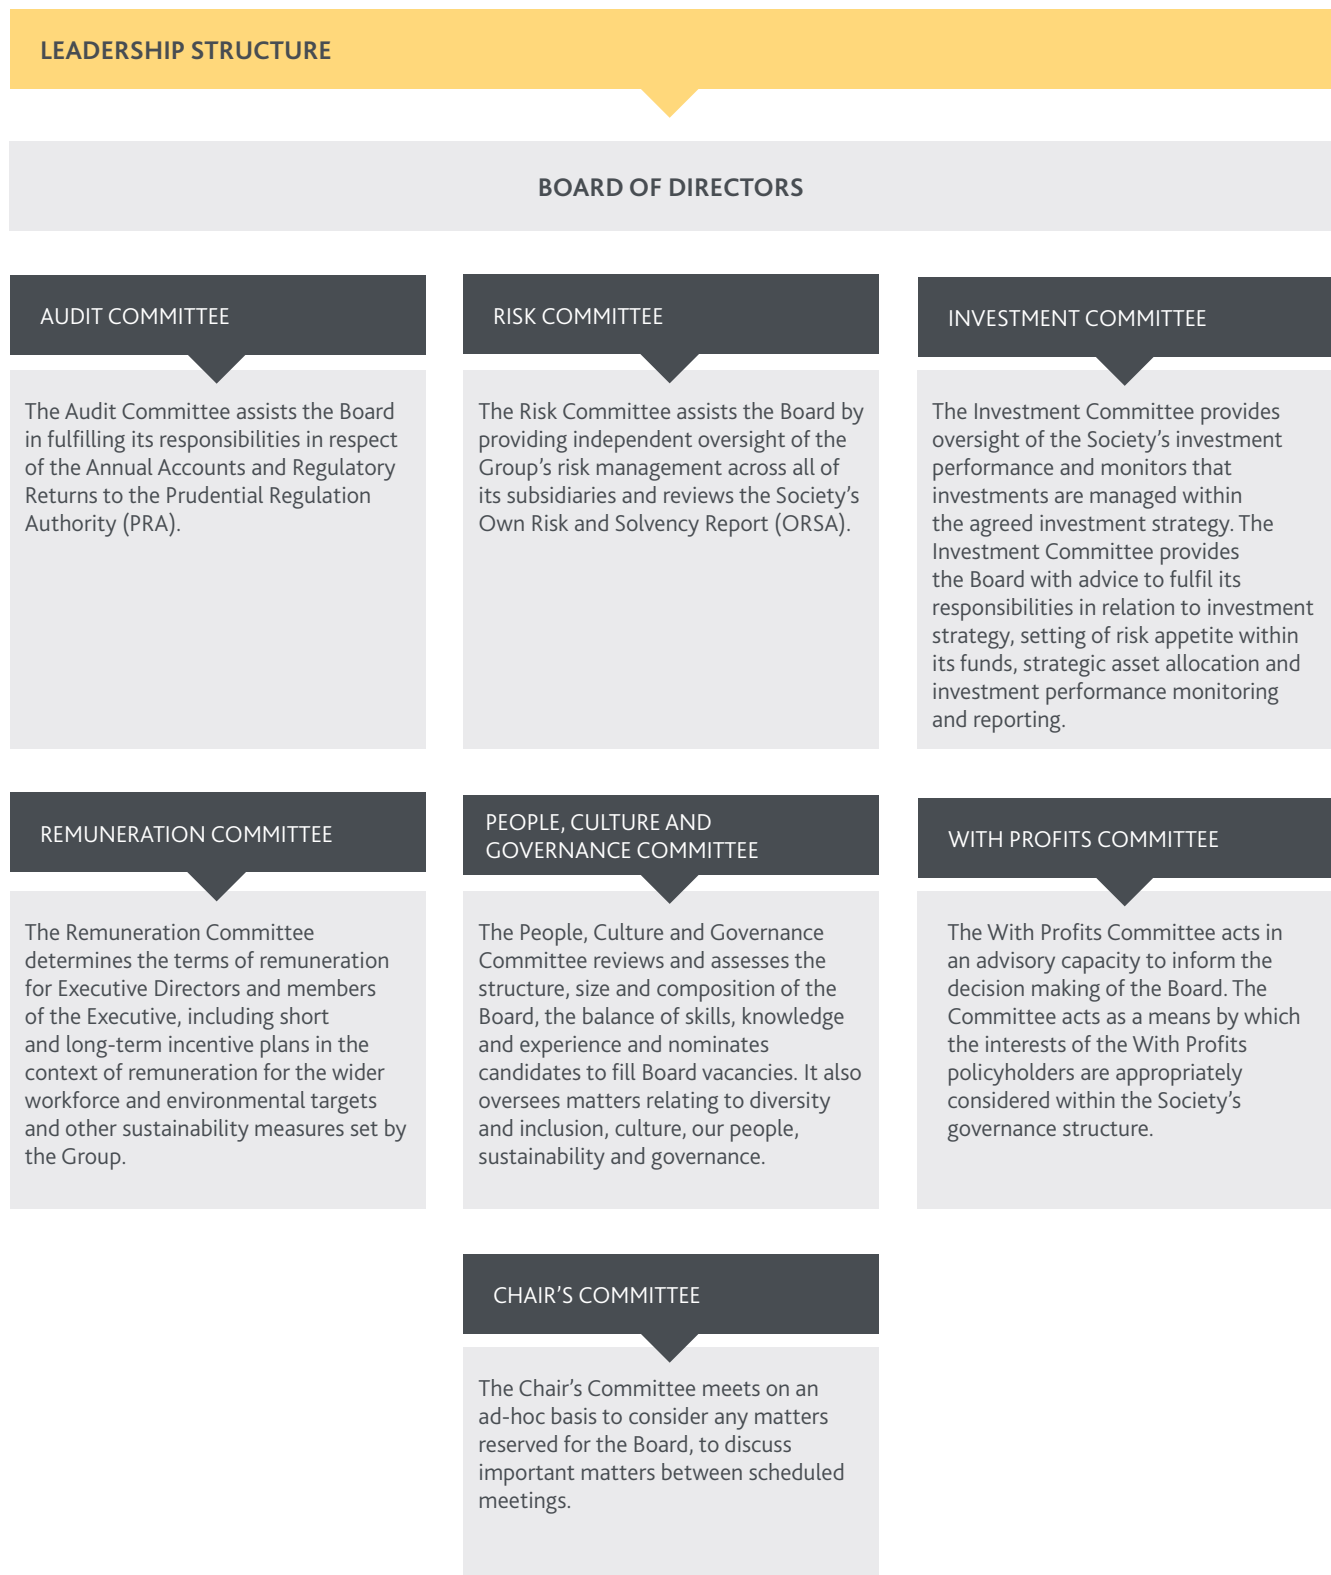 LEADERSHIP STRUCTURE
BOARD OF DIRECTORS
AUDIT COMMITTEE
The Audit Committee assists the Board
in fulfilling its responsibilities in respect
of the Annual Accounts and Regulatory
Returns to the Prudential Regulation
Authority (PRA).
RISK COMMITTEE
The Risk Committee assists the Board by
providing independent oversight of the
Group’s risk management across all of
its subsidiaries and reviews the Society’s
Own Risk and Solvency Report (ORSA).
INVESTMENT COMMITTEE
The Investment Committee provides
oversight of the Society’s investment
performance and monitors that
investments are managed within
the agreed investment strategy. The
Investment Committee provides
the Board with advice to fulfil its
responsibilities in relation to investment
strategy, setting of risk appetite within
its funds, strategic asset allocation and
investment performance monitoring
and reporting.
REMUNERATION COMMITTEE
The Remuneration Committee
determines the terms of remuneration
for Executive Directors and members
of the Executive, including short
and long-term incentive plans in the
context of remuneration for the wider
workforce and environmental targets
and other sustainability measures set by
the Group.
PEOPLE, CULTURE AND
GOVERNANCE COMMITTEE
The People, Culture and Governance
Committee reviews and assesses the
structure, size and composition of the
Board, the balance of skills, knowledge
and experience and nominates
candidates to fill Board vacancies. It also
oversees matters relating to diversity
and inclusion, culture, our people,
sustainability and governance.
WITH PROFITS COMMITTEE
The With Profits Committee acts in
an advisory capacity to inform the
decision making of the Board. The
Committee acts as a means by which
the interests of the With Profits
policyholders are appropriately
considered within the Society’s
governance structure.
CHAIR’S COMMITTEE
The Chair’s Committee meets on an
ad-hoc basis to consider any matters
reserved for the Board, to discuss
important matters between scheduled
meetings.